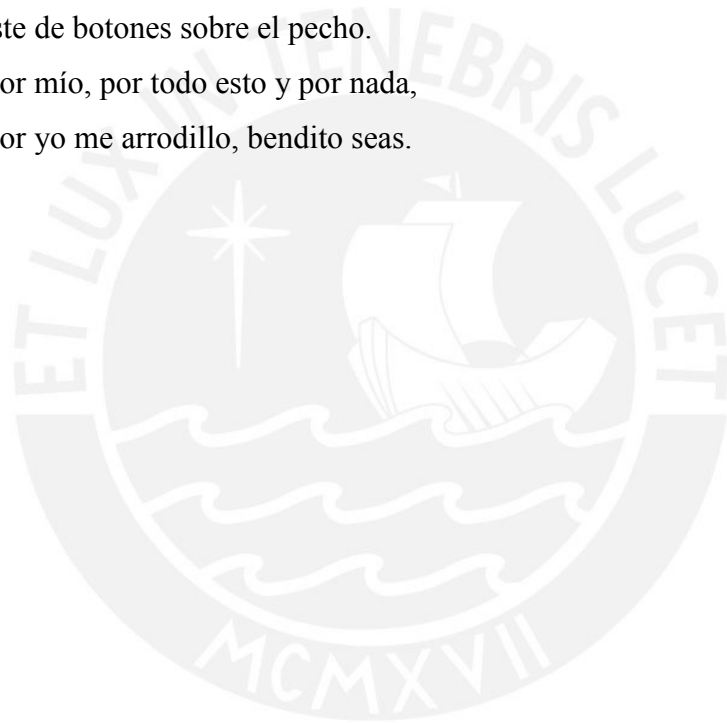 ste de botones sobre el pecho.
or mío, por todo esto y por nada,
or yo me arrodillo, bendito seas.
ET LUX IN TENEBRIS LUCET
MCMXVII